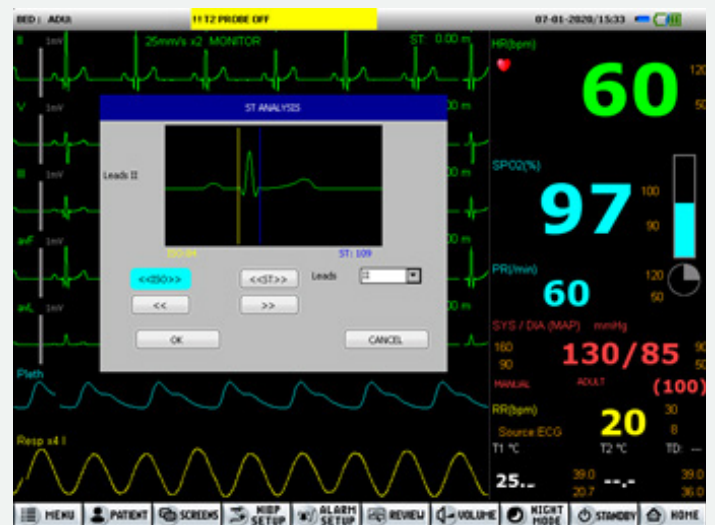 BED: ADUI !! T2 PROBE OFF 07-01-2020/15:33
II 1mV 25mm/s x2 MONITOR ST 0.00 m
HR(bpm)
60
120
50
V 1mV
ST ANALYSIS
Leads II
III 1mV
aVF 1mV
aVL 1mV
ST: 109
<<ISO>> <<ST>> Leads II
<< >>
OK CANCEL
SPO2(%)
97
100
90
PR(/min)
60
120
50
SYS / DIA (MAP) mmHg
160
90
130/85
90
50
MANUAL ADULT (100)
Pleth
RR(bpm)
Source ECG
20
30
8
Resp x4 I
T1 ℃ T2 ℃ TD: ---
25._ 39.0 --.- 39.0
20.7 36.0
MENU PATIENT SCREENS NIBP SETUP ALARM SETUP REVIEW VOLUME NIGHT MODE STANDBY HOME